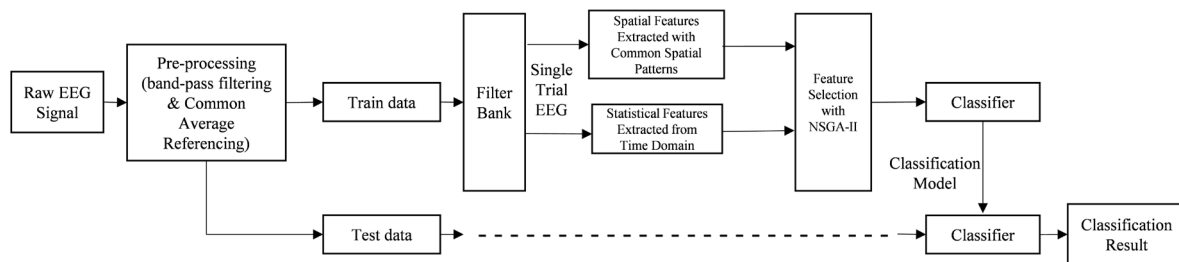 Raw EEG
Signal
Pre-processing
(band-pass filtering
& Common
Average
Referencing)
Train data
Filter
Bank
Single
Trial
EEG
Spatial Features
Extracted with
Common Spatial
Patterns
Statistical Features
Extracted from
Time Domain
Feature
Selection
with
NSGA-II
Classifier
Classification
Model
Test data
Classifier
Classification
Result